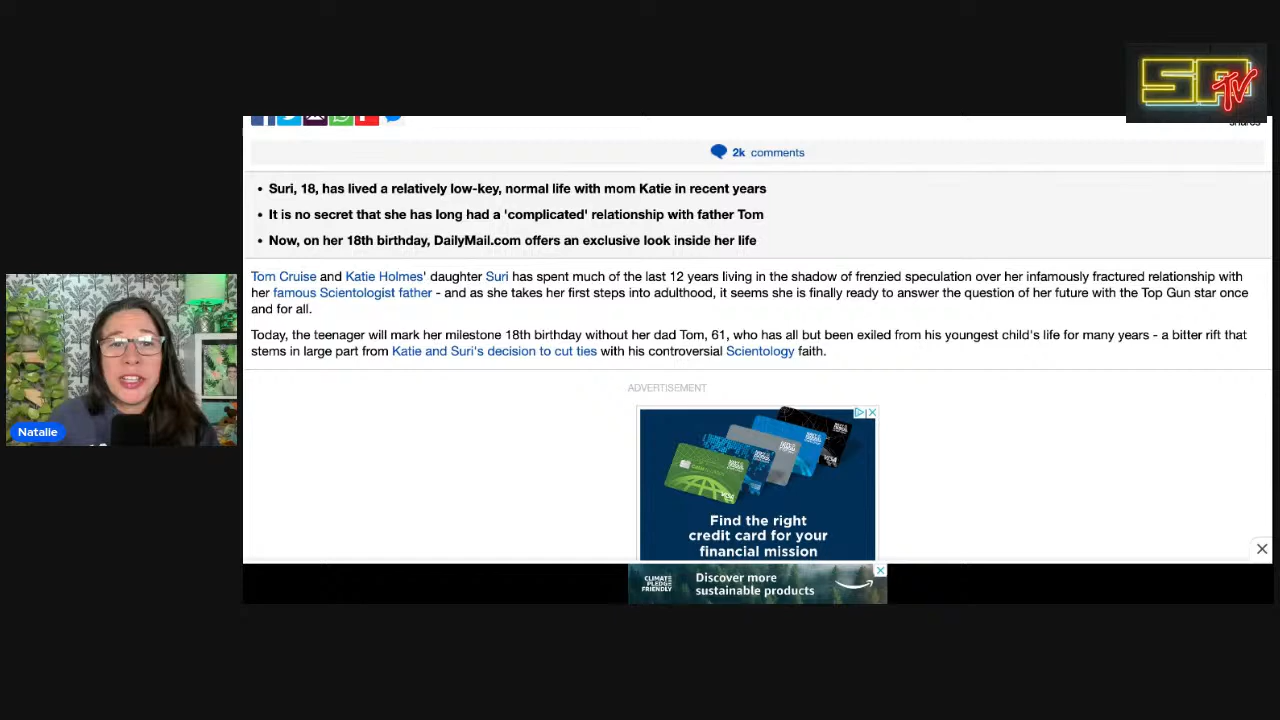 SPTV
shares
2k comments
• Suri, 18, has lived a relatively low-key, normal life with mom Katie in recent years
• It is no secret that she has long had a 'complicated' relationship with father Tom
• Now, on her 18th birthday, DailyMail.com offers an exclusive look inside her life
Tom Cruise and Katie Holmes' daughter Suri has spent much of the last 12 years living in the shadow of frenzied speculation over her infamously fractured relationship with
her famous Scientologist father - and as she takes her first steps into adulthood, it seems she is finally ready to answer the question of her future with the Top Gun star once
and for all.
Today, the teenager will mark her milestone 18th birthday without her dad Tom, 61, who has all but been exiled from his youngest child's life for many years - a bitter rift that
stems in large part from Katie and Suri's decision to cut ties with his controversial Scientology faith.
Natalie
ADVERTISEMENT
Find the right
credit card for your
financial mission
CLIMATE
PLEDGE
FRIENDLY
Discover more
sustainable products